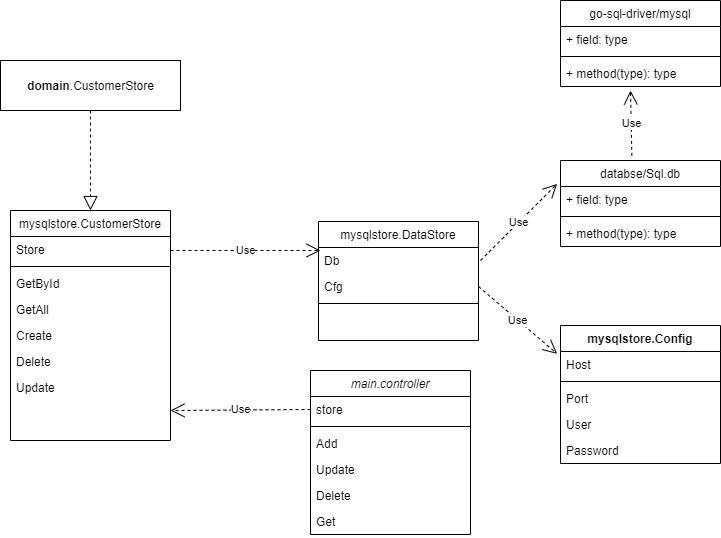 go-sql-driver/mysql
+ field: type
+ method(type): type
domain.CustomerStore
Use
databse/Sql.db
+ field: type
+ method(type): type
mysqlstore.CustomerStore
Store
GetById
GetAll
Create
Delete
Update
Use
mysqlstore.DataStore
Db
Cfg
Use
Use
mysqlstore.Config
Host
Port
User
Password
main.controller
store
Add
Update
Delete
Get
Use